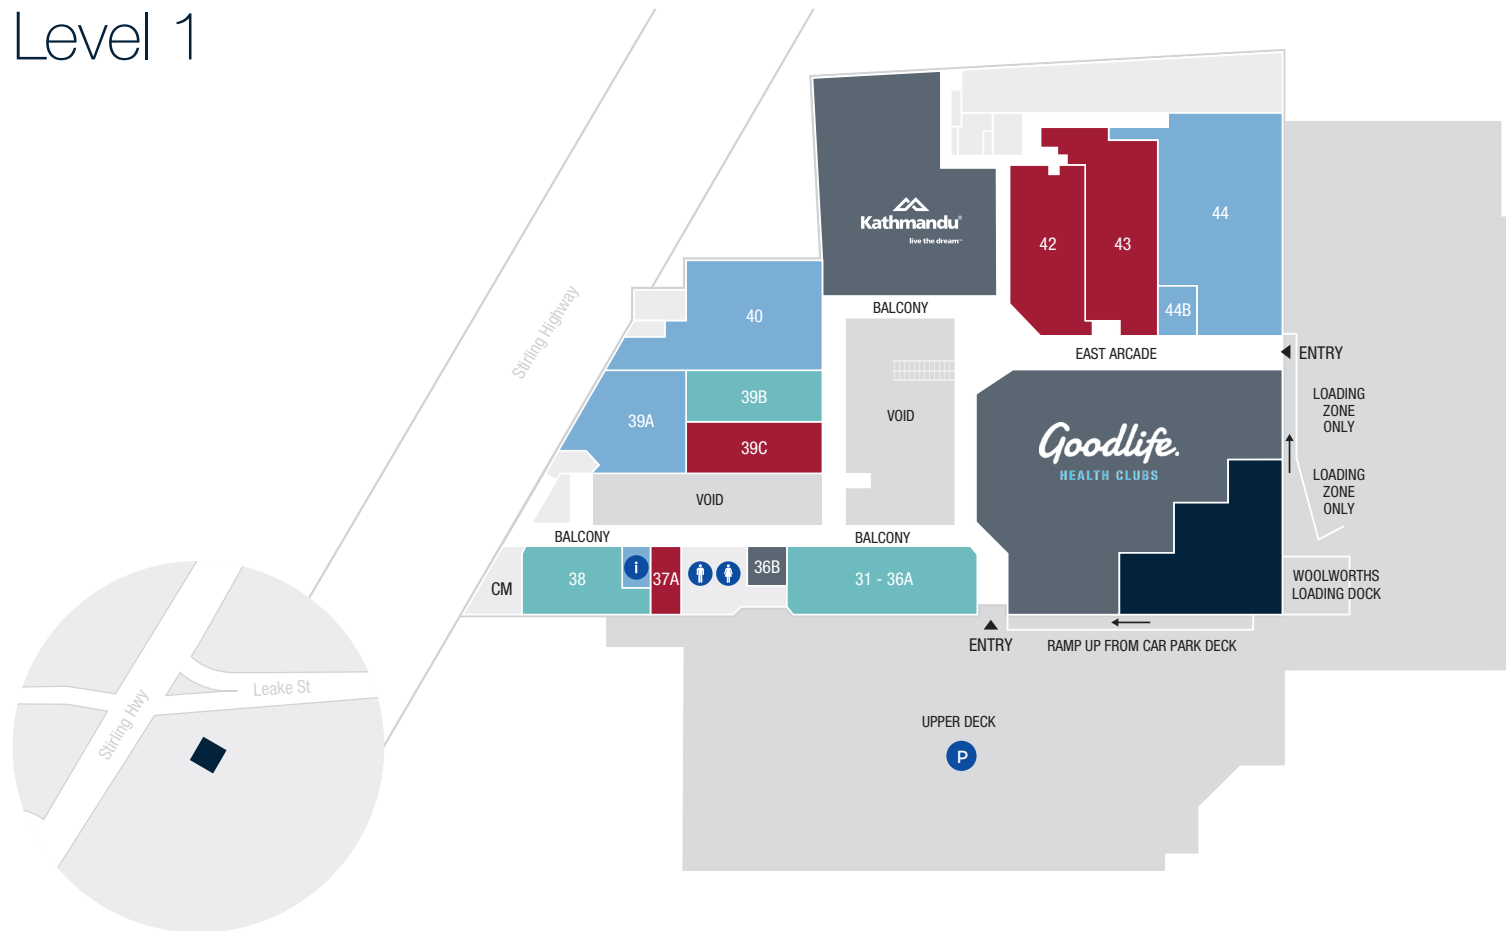 Level 1
Kathmandu®
live the dream™
42
43
44
44B
Stirling Highway
40
BALCONY
EAST ARCADE
ENTRY
39A
39B
39C
VOID
VOID
Goodlife.
HEALTH CLUBS
LOADING
ZONE
ONLY
LOADING
ZONE
ONLY
BALCONY
BALCONY
CM
38
i
37A
36B
31 - 36A
WOOLWORTHS
LOADING DOCK
ENTRY
RAMP UP FROM CAR PARK DECK
Leake St
Stirling Hwy
UPPER DECK
P